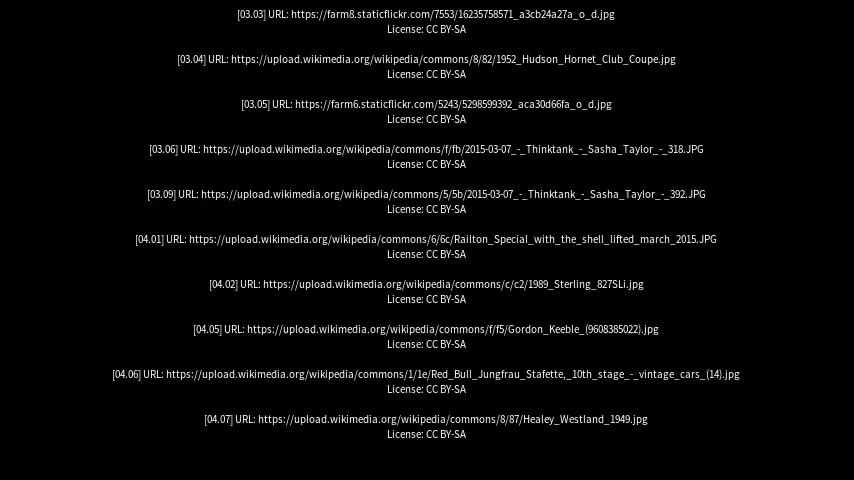 [03.03] URL: https://farm8.staticflickr.com/7553/16235758571_a3cb24a27a_o_d.jpg
License: CC BY-SA
[03.04] URL: https://upload.wikimedia.org/wikipedia/commons/8/82/1952_Hudson_Hornet_Club_Coupe.jpg
License: CC BY-SA
[03.05] URL: https://farm6.staticflickr.com/5243/5298599392_aca30d66fa_o_d.jpg
License: CC BY-SA
[03.06] URL: https://upload.wikimedia.org/wikipedia/commons/f/fb/2015-03-07_-_Thinktank_-_Sasha_Taylor_-_318.JPG
License: CC BY-SA
[03.09] URL: https://upload.wikimedia.org/wikipedia/commons/5/5b/2015-03-07_-_Thinktank_-_Sasha_Taylor_-_392.JPG
License: CC BY-SA
[04.01] URL: https://upload.wikimedia.org/wikipedia/commons/6/6c/Railton_Special_with_the_shell_lifted_march_2015.JPG
License: CC BY-SA
[04.02] URL: https://upload.wikimedia.org/wikipedia/commons/c/c2/1989_Sterling_827SLi.jpg
License: CC BY-SA
[04.05] URL: https://upload.wikimedia.org/wikipedia/commons/f/f5/Gordon_Keeble_(9608385022).jpg
License: CC BY-SA
[04.06] URL: https://upload.wikimedia.org/wikipedia/commons/1/1e/Red_Bull_Jungfrau_Stafette,_10th_stage_-_vintage_cars_(14).jpg
License: CC BY-SA
[04.07] URL: https://upload.wikimedia.org/wikipedia/commons/8/87/Healey_Westland_1949.jpg
License: CC BY-SA